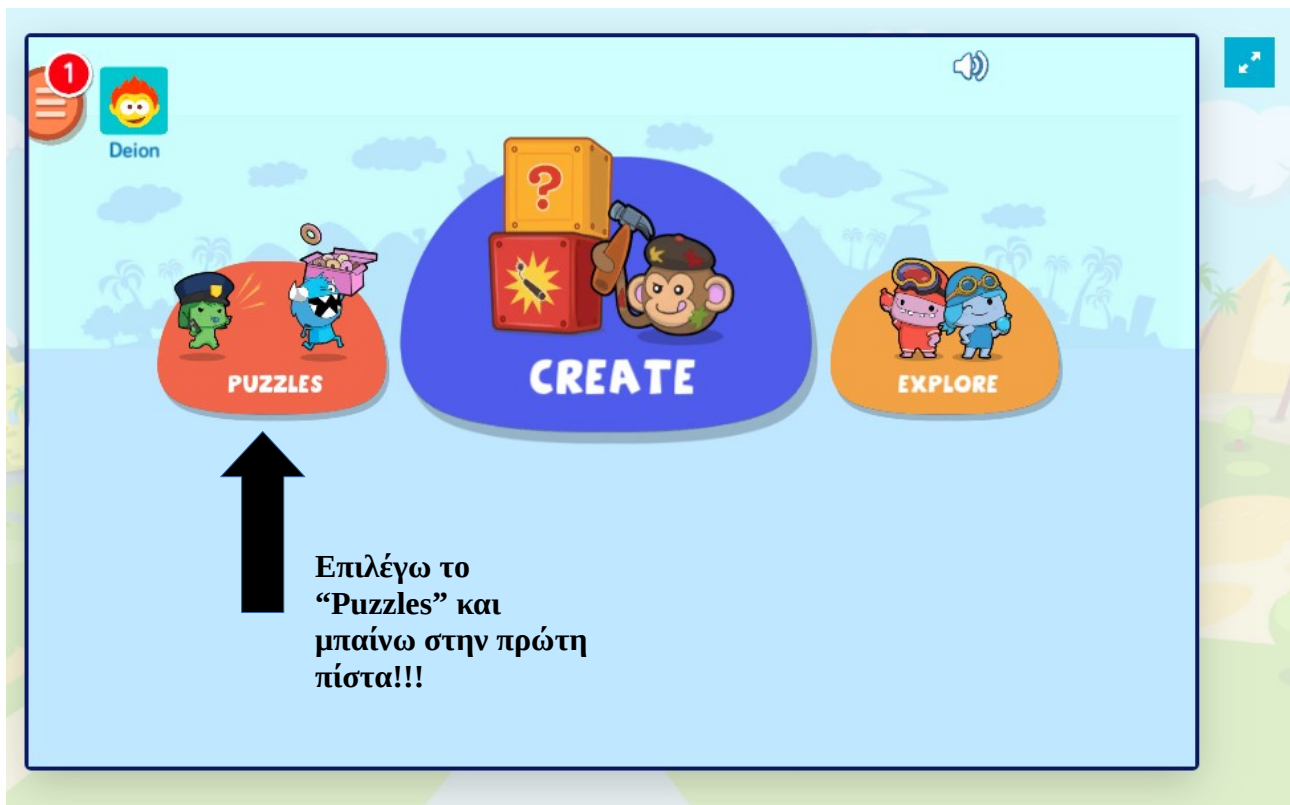 1
Deion
?
CREATE
PUZZLES
EXPLORE
Επιλέγω το
“Puzzles” και
μπαίνω στην πρώτη
πίστα!!!